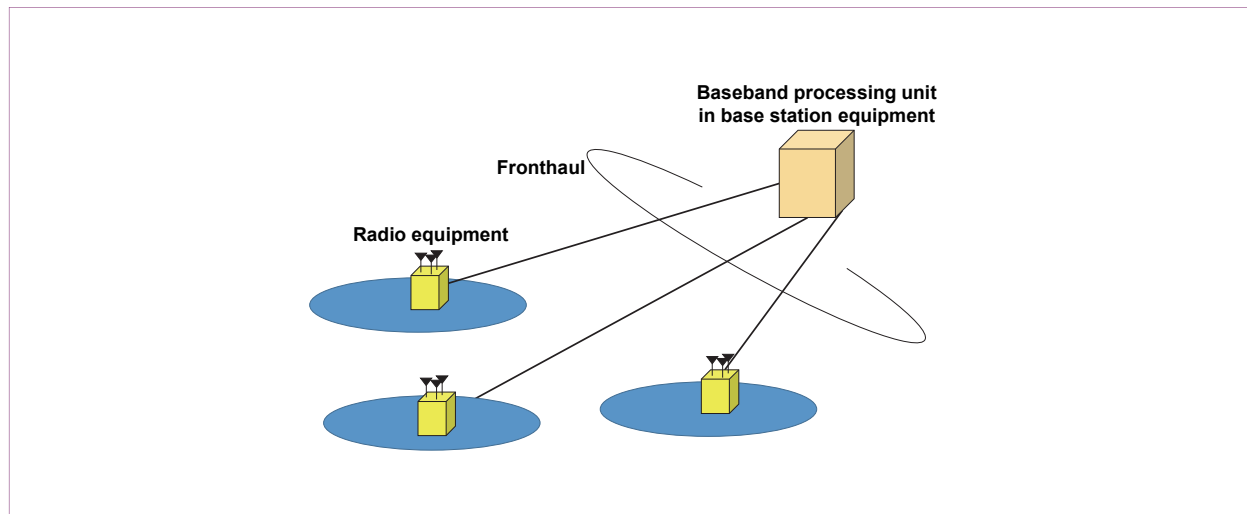 Baseband processing unit
in base station equipment
Fronthaul
Radio equipment